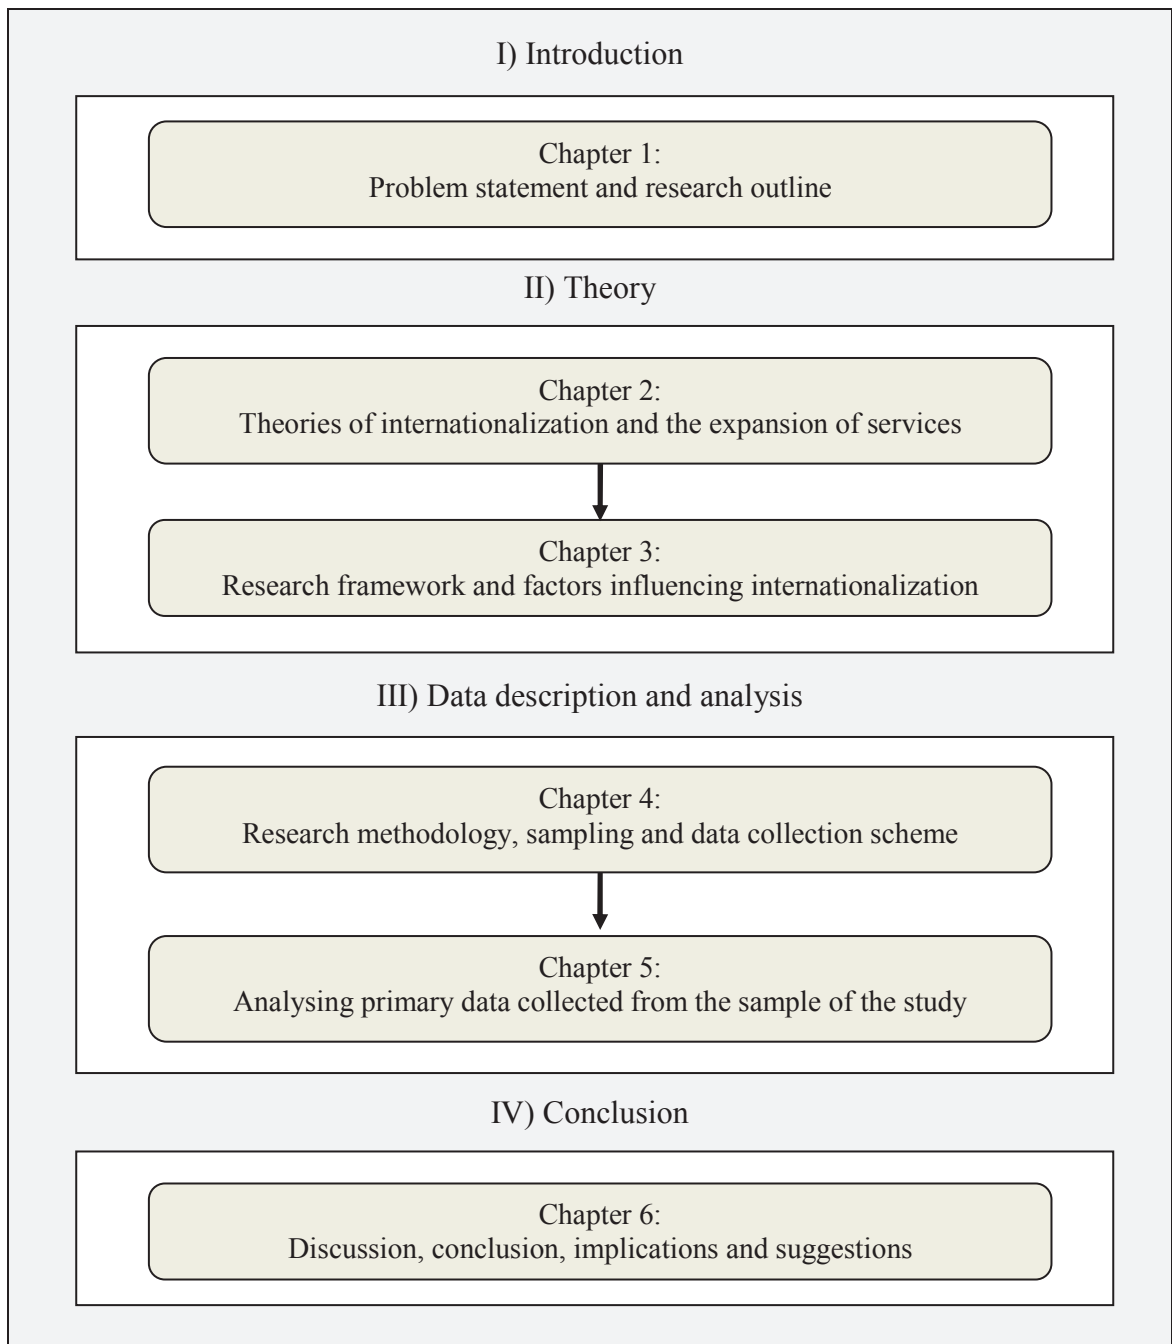 I) Introduction
Chapter 1:
Problem statement and research outline
II) Theory
Chapter 2:
Theories of internationalization and the expansion of services
Chapter 3:
Research framework and factors influencing internationalization
III) Data description and analysis
Chapter 4:
Research methodology, sampling and data collection scheme
Chapter 5:
Analysing primary data collected from the sample of the study
IV) Conclusion
Chapter 6:
Discussion, conclusion, implications and suggestions